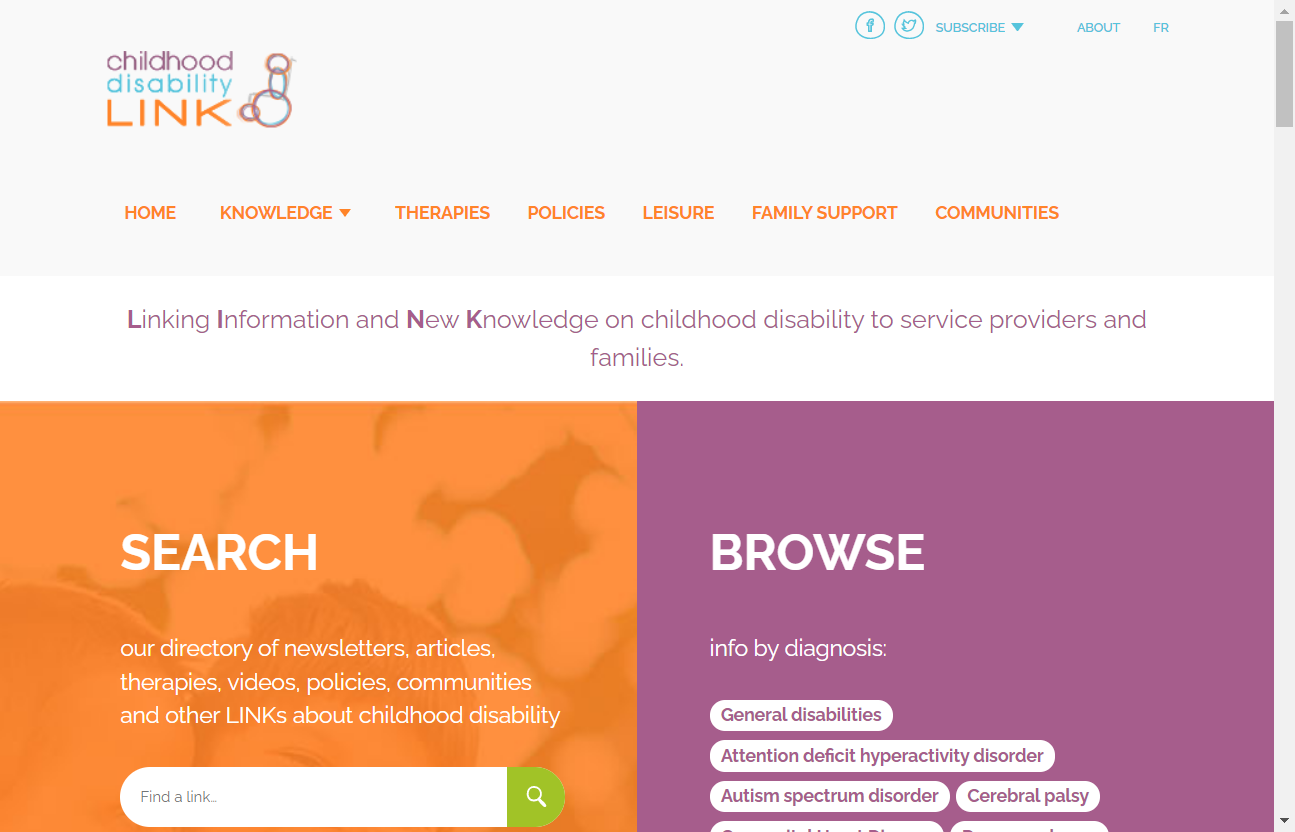 SUBSCRIBE
ABOUT
FR
childhood
disability
LINK
HOME
KNOWLEDGE
THERAPIES
POLICIES
LEISURE
FAMILY SUPPORT
COMMUNITIES
Linking Information and New Knowledge on childhood disability to service providers and
families.
SEARCH
our directory of newsletters, articles,
therapies, videos, policies, communities
and other LINKs about childhood disability
Find a link...
BROWSE
info by diagnosis:
General disabilities
Attention deficit hyperactivity disorder
Autism spectrum disorder
Cerebral palsy